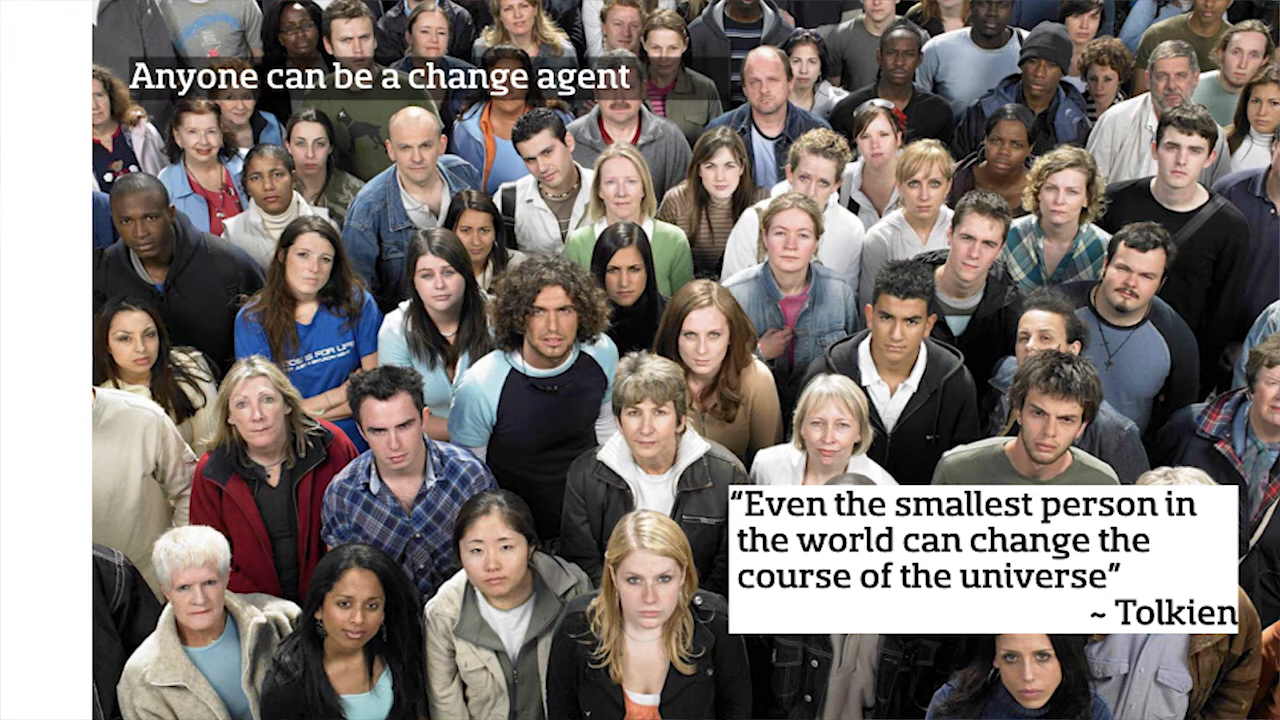 Anyone can be a change agent
“Even the smallest person in
the world can change the
course of the universe”
~ Tolkien